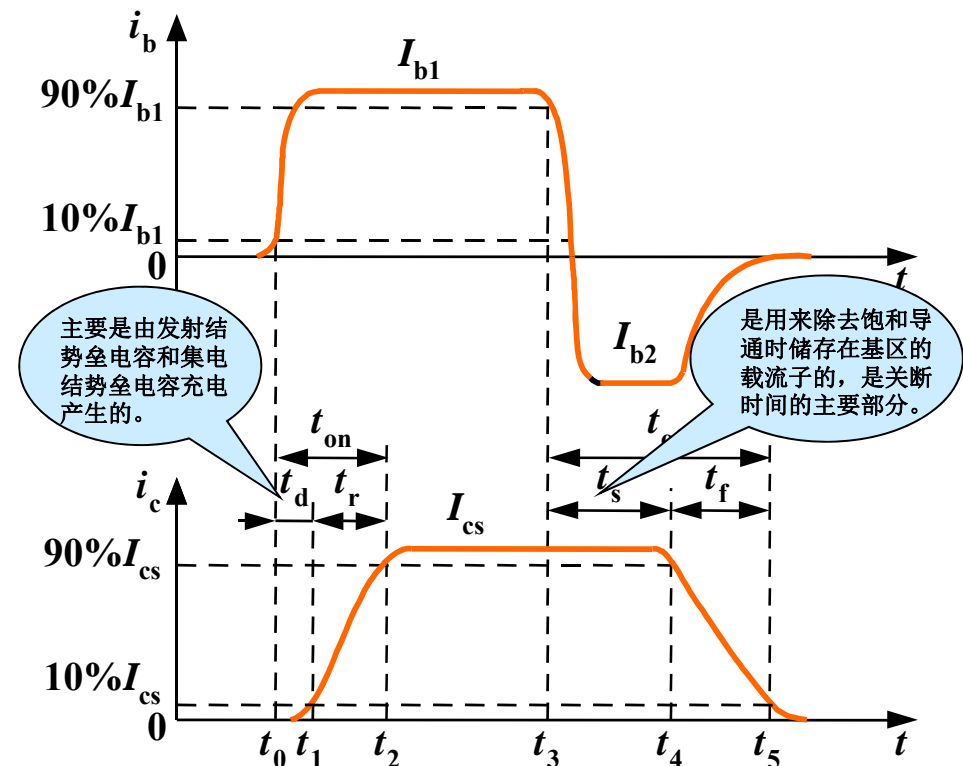 i_b
I_b1
90%I_b1
10%I_b1
0
t
主要是由发射结
势垒电容和集电
结势垒电容充电
产生的。
I_b2
是用来除去饱和导
通时储存在基区的
载流子的，是关断
时间的主要部分。
t_on
t_d
t_r
t_s
t_f
i_c
I_cs
90%I_cs
10%I_cs
0
t_0 t_1 t_2 t_3 t_4 t_5 t